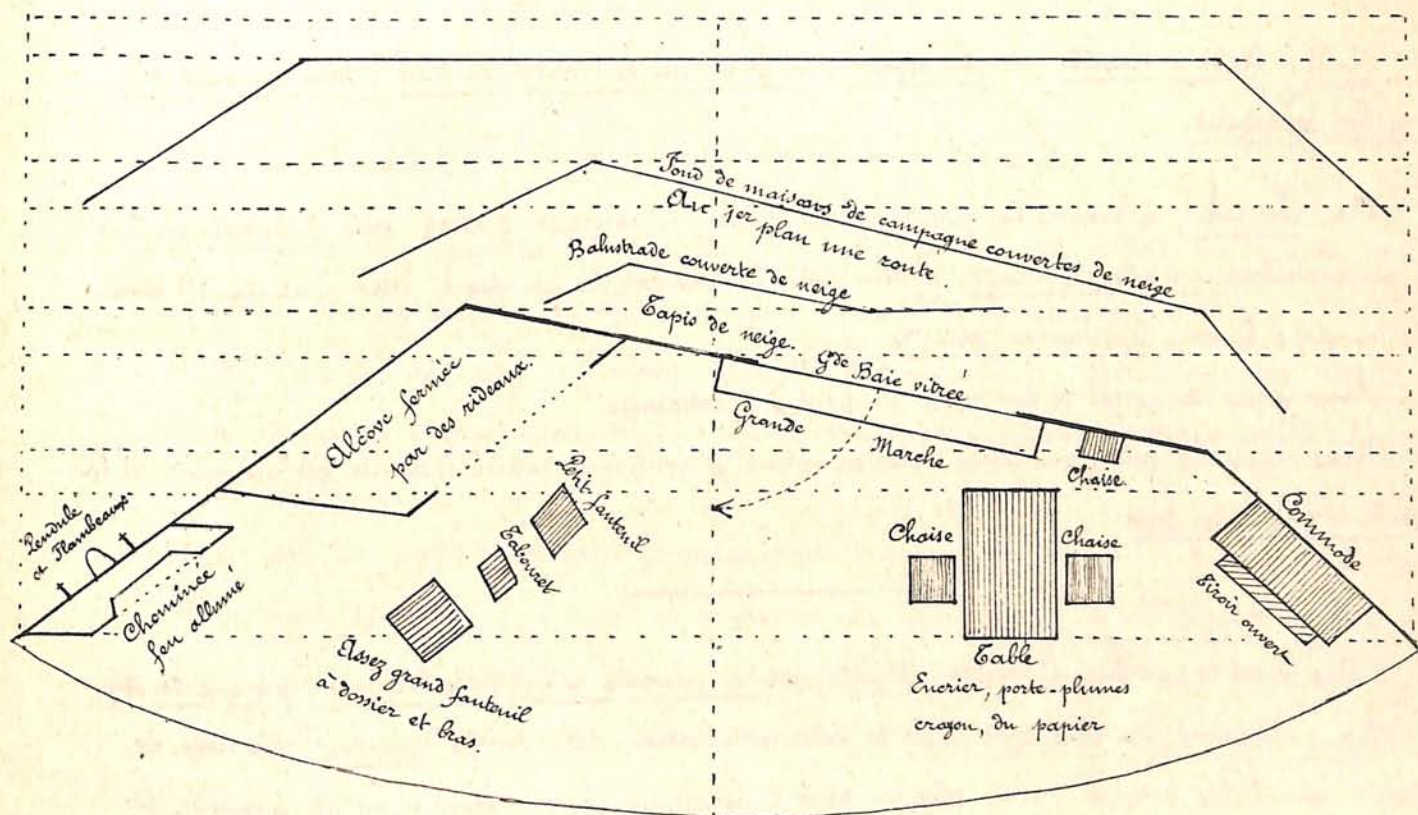 Fond de maisons de campagne couvertes de neige
Avec 1er plan une route
Balustrade couverte de neige
Tapis de neige.
Gde Baie vitrée
Grande
Marche
Alcôve fermée
par des rideaux.
Chaise
Commode
Tiroir ouvert
Pendule
et Flambeaux
Cheminée
feu allumé
Petit fauteuil
Tabouret
Assez grand fauteuil
à dossier et bras.
Chaise
Chaise
Table
Encrier, porte-plumes
crayon, du papier